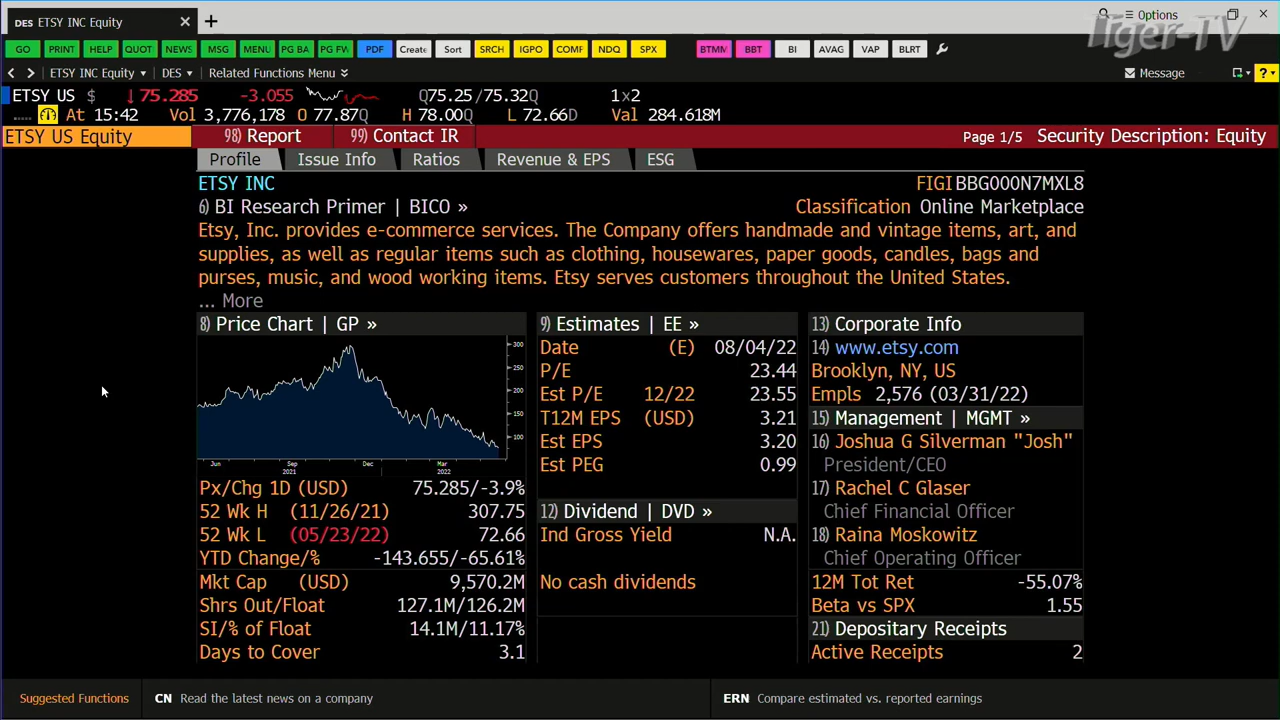 DES ETSY INC Equity
Options
Tiger-TV
GO PRINT HELP QUOT NEWS MSG MENU PG BA PG FW PDF Create Sort SRCH IGPO COMF NDQ SPX BTMM BBT BI AVAG VAP BLRT
ETSY INC Equity DES Related Functions Menu Message ?
ETSY US $ ↓75.285 -3.055 Q75.25/75.32Q 1x2
At 15:42 Vol 3,776,178 O 77.87Q H 78.00Q L 72.66D Val 284.618M
ETSY US Equity 98) Report 99) Contact IR Page 1/5 Security Description: Equity
Profile Issue Info Ratios Revenue & EPS ESG
ETSY INC FIGI BBG000N7MXL8
6) BI Research Primer | BICO » Classification Online Marketplace
Etsy, Inc. provides e-commerce services. The Company offers handmade and vintage items, art, and
supplies, as well as regular items such as clothing, housewares, paper goods, candles, bags and
purses, music, and wood working items. Etsy serves customers throughout the United States.
... More
8) Price Chart | GP »
300
250
200
150
100
Jun Sep Dec Mar
2021 2022
Px/Chg 1D (USD) 75.285/-3.9%
52 Wk H (11/26/21) 307.75
52 Wk L (05/23/22) 72.66
YTD Change/% -143.655/-65.61%
Mkt Cap (USD) 9,570.2M
Shrs Out/Float 127.1M/126.2M
SI/% of Float 14.1M/11.17%
Days to Cover 3.1
9) Estimates | EE »
Date (E) 08/04/22
P/E 23.44
Est P/E 12/22 23.55
T12M EPS (USD) 3.21
Est EPS 3.20
Est PEG 0.99
12) Dividend | DVD »
Ind Gross Yield N.A.
No cash dividends
13) Corporate Info
14) www.etsy.com
Brooklyn, NY, US
Empls 2,576 (03/31/22)
15) Management | MGMT »
16) Joshua G Silverman "Josh"
President/CEO
17) Rachel C Glaser
Chief Financial Officer
18) Raina Moskowitz
Chief Operating Officer
12M Tot Ret -55.07%
Beta vs SPX 1.55
21) Depositary Receipts
Active Receipts 2
Suggested Functions CN Read the latest news on a company ERN Compare estimated vs. reported earnings